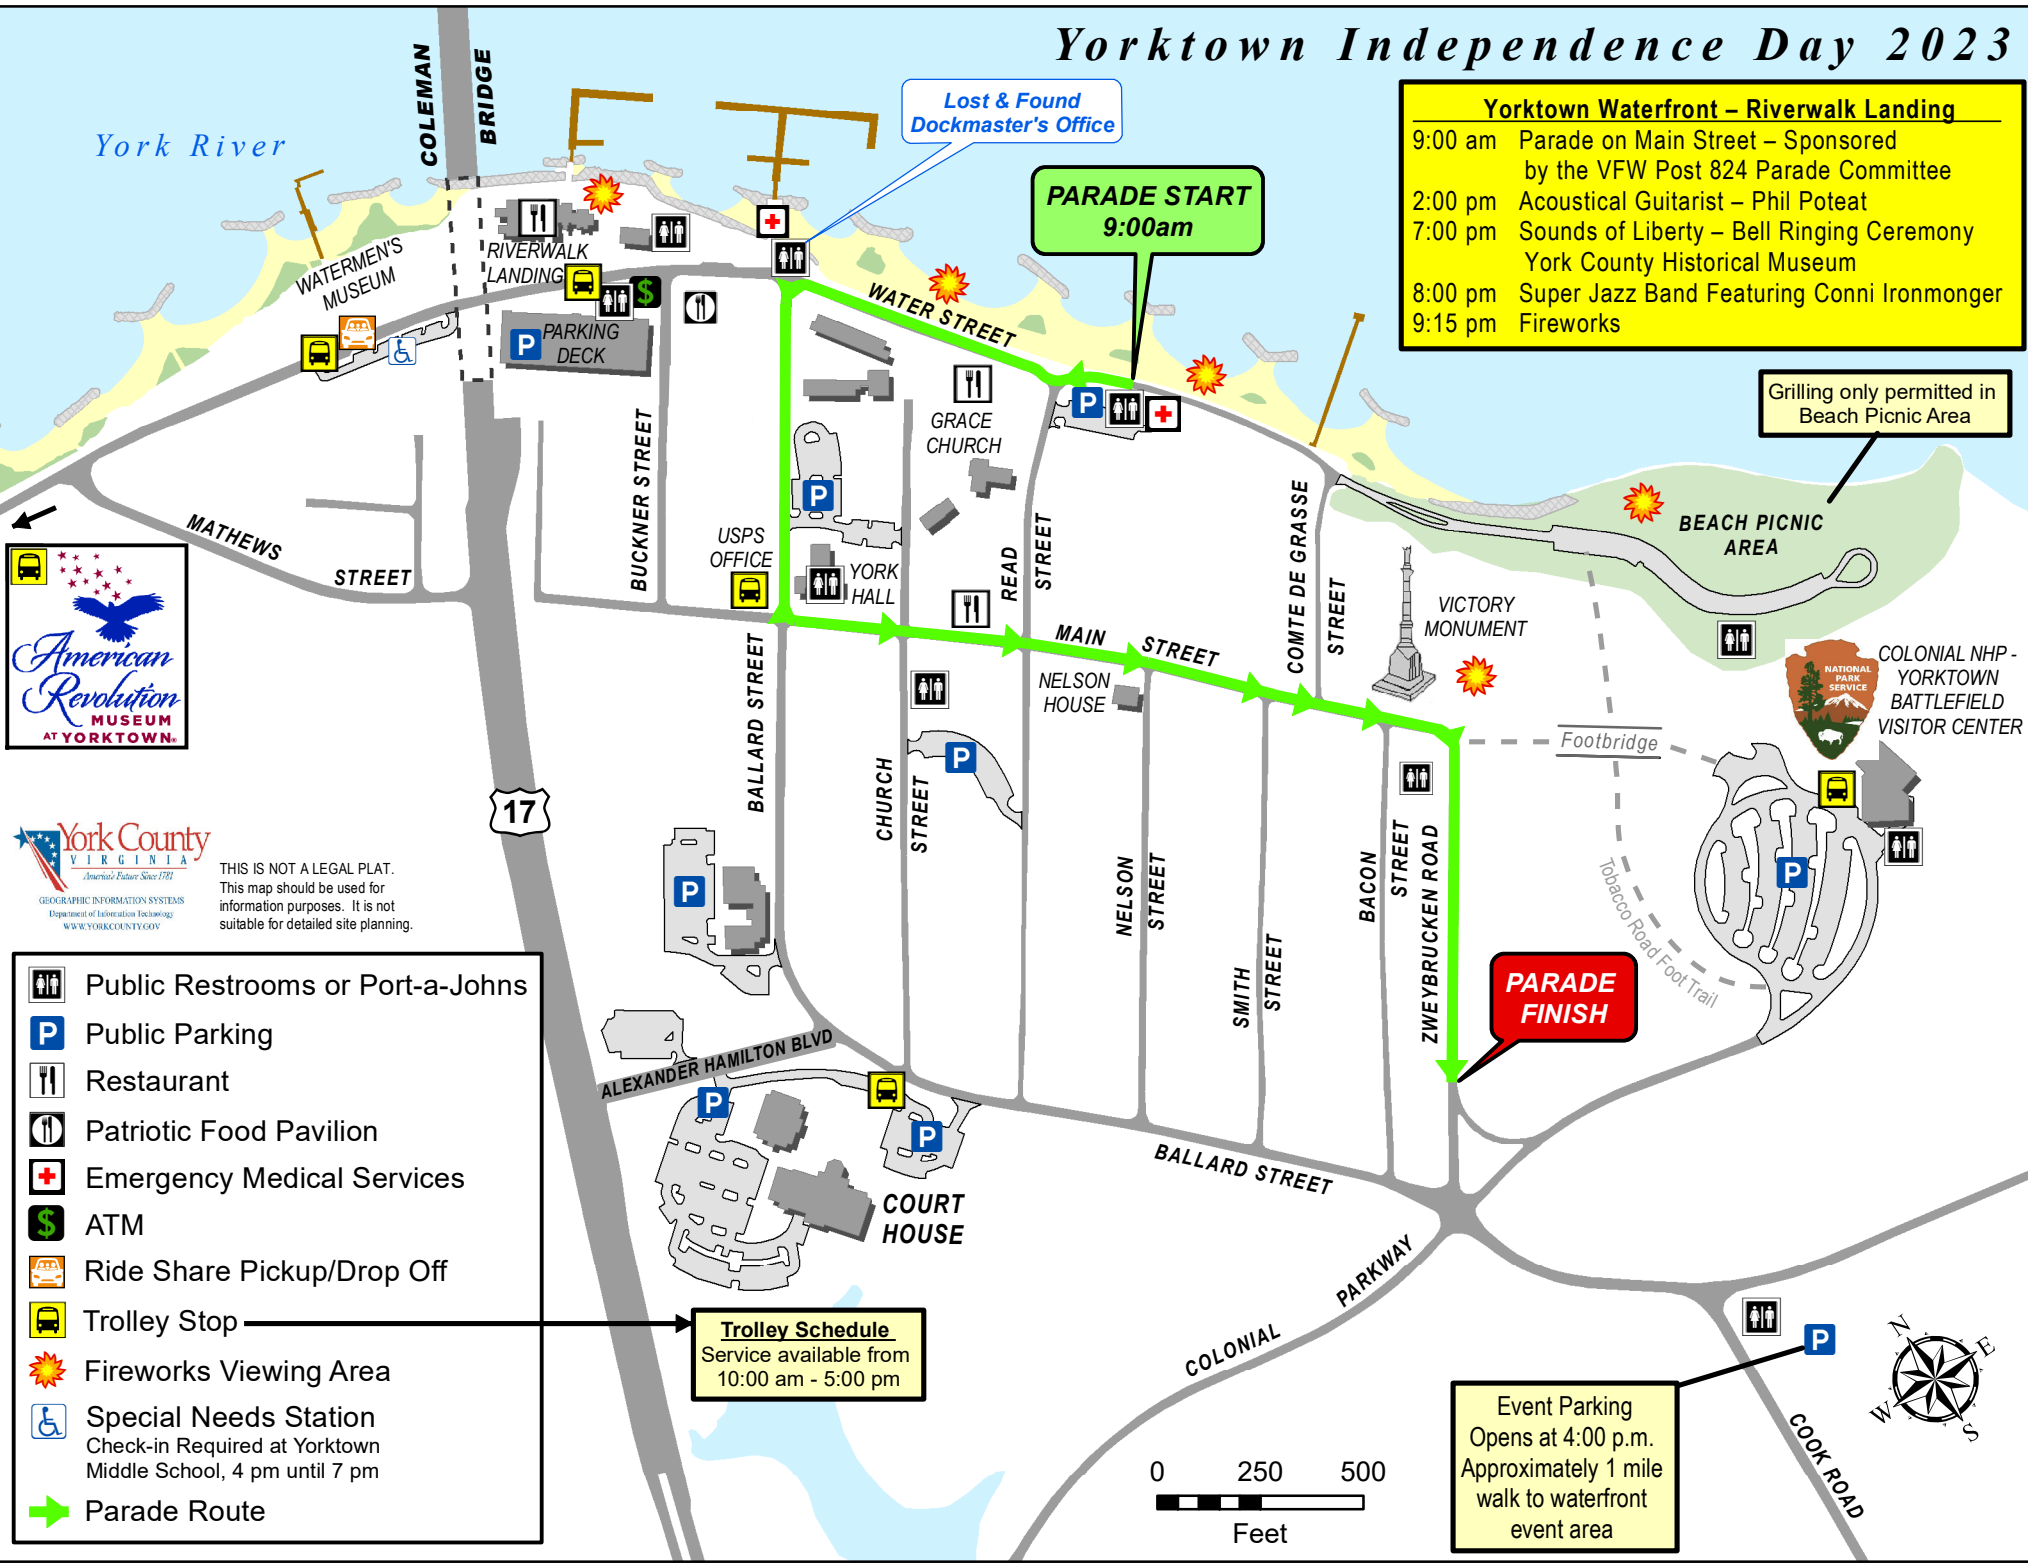 Yorktown Independence Day 2023
COLEMAN
BRIDGE
York River
Lost & Found
Dockmaster's Office
Yorktown Waterfront – Riverwalk Landing
9:00 am Parade on Main Street – Sponsored
by the VFW Post 824 Parade Committee
2:00 pm Acoustical Guitarist – Phil Poteat
7:00 pm Sounds of Liberty – Bell Ringing Ceremony
York County Historical Museum
8:00 pm Super Jazz Band Featuring Conni Ironmonger
9:15 pm Fireworks
PARADE START
9:00am
WATERMEN'S
MUSEUM
RIVERWALK
LANDING
$
P
PARKING
DECK
WATER STREET
Grilling only permitted in
Beach Picnic Area
P
GRACE
CHURCH
BUCKNER STREET
P
USPS
OFFICE
YORK
HALL
READ
STREET
COMTE DE GRASSE
STREET
BEACH PICNIC
AREA
MATHEWS
STREET
VICTORY
MONUMENT
MAIN
STREET
NELSON
HOUSE
American
Revolution
MUSEUM
AT YORKTOWN
NATIONAL
PARK
SERVICE
COLONIAL NHP -
YORKTOWN
BATTLEFIELD
VISITOR CENTER
Footbridge
BALLARD STREET
CHURCH
STREET
P
17
NELSON
STREET
SMITH
STREET
BACON
STREET
ZWEYBRUCKEN ROAD
Tobacco Road Foot Trail
P
P
York County
VIRGINIA
America's Future Since 1781
GEOGRAPHIC INFORMATION SYSTEMS
Department of Information Technology
WWW.YORKCOUNTY.GOV
THIS IS NOT A LEGAL PLAT.
This map should be used for
information purposes. It is not
suitable for detailed site planning.
PARADE
FINISH
ALEXANDER HAMILTON BLVD
P
P
COURT
HOUSE
BALLARD STREET
COLONIAL
PARKWAY
COOK ROAD
Public Restrooms or Port-a-Johns
P Public Parking
Restaurant
Patriotic Food Pavilion
Emergency Medical Services
$ ATM
Ride Share Pickup/Drop Off
Trolley Stop
Fireworks Viewing Area
Special Needs Station
Check-in Required at Yorktown
Middle School, 4 pm until 7 pm
Parade Route
Trolley Schedule
Service available from
10:00 am - 5:00 pm
P
Event Parking
Opens at 4:00 p.m.
Approximately 1 mile
walk to waterfront
event area
0 250 500
Feet
N
E
W
S